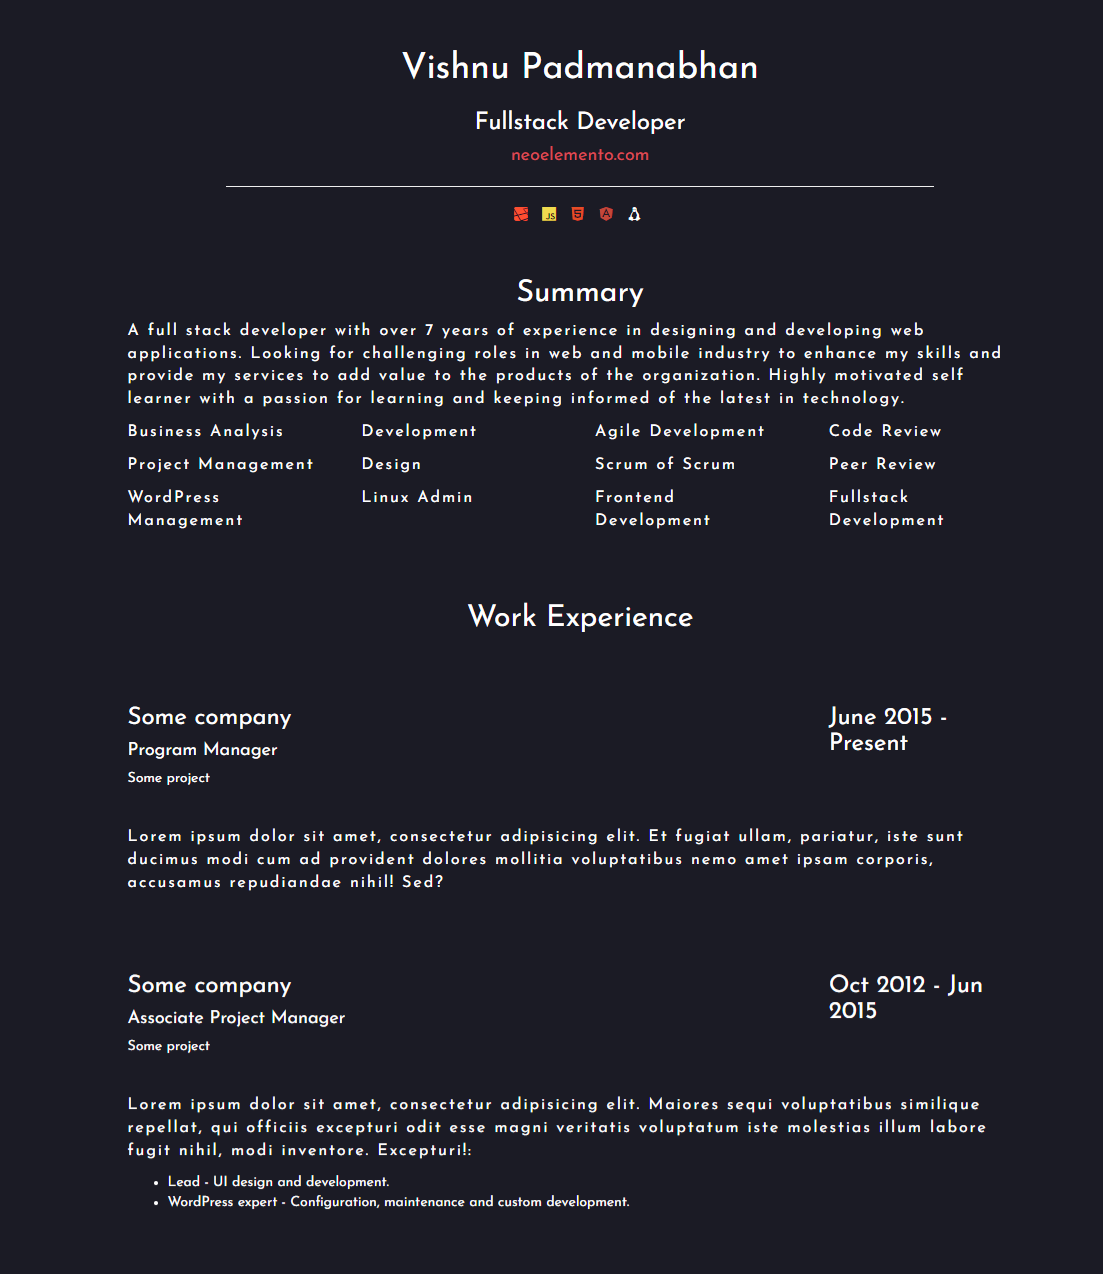 Vishnu Padmanabhan
Fullstack Developer
neoelemento.com
JS 5 A
Summary
A full stack developer with over 7 years of experience in designing and developing web
applications. Looking for challenging roles in web and mobile industry to enhance my skills and
provide my services to add value to the products of the organization. Highly motivated self
learner with a passion for learning and keeping informed of the latest in technology.
Business Analysis Development Agile Development Code Review
Project Management Design Scrum of Scrum Peer Review
WordPress Linux Admin Frontend Fullstack
Management Development Development
Work Experience
Some company June 2015 -
Present
Program Manager
Some project
Lorem ipsum dolor sit amet, consectetur adipisicing elit. Et fugiat ullam, pariatur, iste sunt
ducimus modi cum ad provident dolores mollitia voluptatibus nemo amet ipsam corporis,
accusamus repudiandae nihil! Sed?
Some company Oct 2012 - Jun
2015
Associate Project Manager
Some project
Lorem ipsum dolor sit amet, consectetur adipisicing elit. Maiores sequi voluptatibus similique
repellat, qui officiis excepturi odit esse magni veritatis voluptatum iste molestias illum labore
fugit nihil, modi inventore. Excepturi!:
• Lead - UI design and development.
• WordPress expert - Configuration, maintenance and custom development.